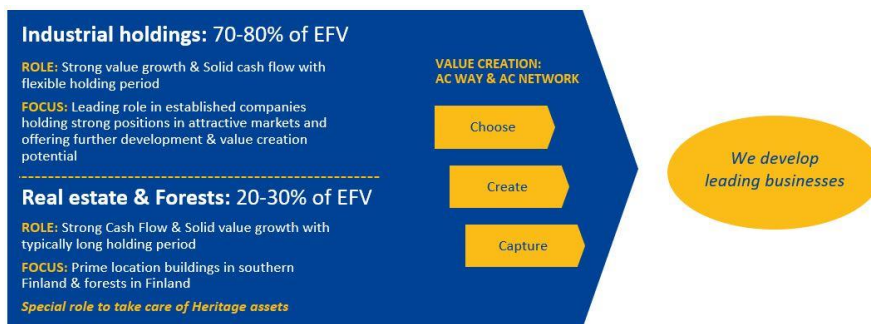 Industrial holdings: 70-80% of EFV
ROLE: Strong value growth & Solid cash flow with
flexible holding period
FOCUS: Leading role in established companies
holding strong positions in attractive markets and
offering further development & value creation
potential
Real estate & Forests: 20-30% of EFV
ROLE: Strong Cash Flow & Solid value growth with
typically long holding period
FOCUS: Prime location buildings in southern
Finland & forests in Finland
Special role to take care of Heritage assets
VALUE CREATION:
AC WAY & AC NETWORK
Choose
Create
Capture
We develop
leading businesses